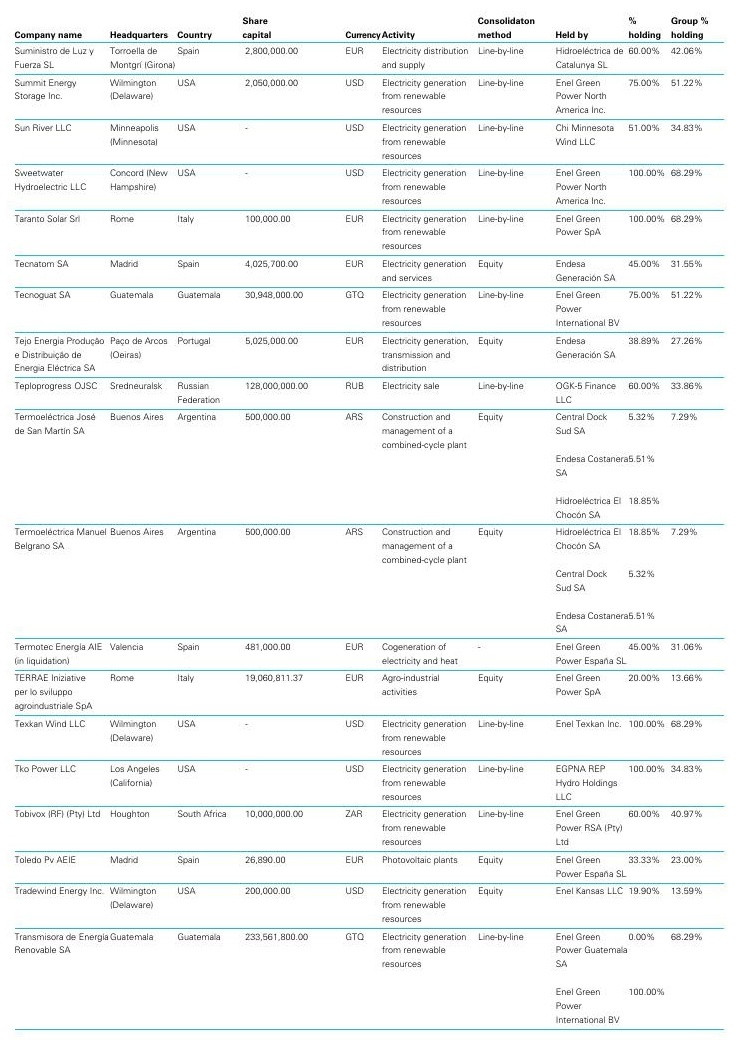 Share Consolidaton % Group %
Company name Headquarters Country capital Currency Activity method Held by holding holding
Suministro de Luz y Torroella de Spain 2,800,000.00 EUR Electricity distribution Line-by-line Hidroeléctrica de 60.00% 42.06%
Fuerza SL Montgrí (Girona) and supply Catalunya SL
Summit Energy Wilmington USA 2,050,000.00 USD Electricity generation Line-by-line Enel Green 75.00% 51.22%
Storage Inc. (Delaware) from renewable Power North
resources America Inc.
Sun River LLC Minneapolis USA - USD Electricity generation Line-by-line Chi Minnesota 51.00% 34.83%
(Minnesota) from renewable Wind LLC
resources
Sweetwater Concord (New USA - USD Electricity generation Line-by-line Enel Green 100.00% 68.29%
Hydroelectric LLC Hampshire) from renewable Power North
resources America Inc.
Taranto Solar Srl Rome Italy 100,000.00 EUR Electricity generation Line-by-line Enel Green 100.00% 68.29%
from renewable Power SpA
resources
Tecnatom SA Madrid Spain 4,025,700.00 EUR Electricity generation Equity Endesa 45.00% 31.55%
and services Generación SA
Tecnoguat SA Guatemala Guatemala 30,948,000.00 GTQ Electricity generation Line-by-line Enel Green 75.00% 51.22%
from renewable Power
resources International BV
Tejo Energia Produção Paço de Arcos Portugal 5,025,000.00 EUR Electricity generation, Equity Endesa 38.89% 27.26%
e Distribuição de (Oeiras) transmission and Generación SA
Energia Eléctrica SA distribution
Teploprogress OJSC Sredneuralsk Russian 128,000,000.00 RUB Electricity sale Line-by-line OGK-5 Finance 60.00% 33.86%
Federation LLC
Termoeléctrica José Buenos Aires Argentina 500,000.00 ARS Construction and Equity Central Dock 5.32% 7.29%
de San Martín SA management of a Sud SA
combined-cycle plant
Endesa Costanera 5.51%
SA
Hidroeléctrica El 18.85%
Chocón SA
Termoeléctrica Manuel Buenos Aires Argentina 500,000.00 ARS Construction and Equity Hidroeléctrica El 18.85% 7.29%
Belgrano SA management of a Chocón SA
combined-cycle plant
Central Dock 5.32%
Sud SA
Endesa Costanera 5.51%
SA
Termotec Energía AIE Valencia Spain 481,000.00 EUR Cogeneration of - Enel Green 45.00% 31.06%
(in liquidation) electricity and heat Power España SL
TERRAE Iniziative Rome Italy 19,060,811.37 EUR Agro-industrial Equity Enel Green 20.00% 13.66%
per lo sviluppo activities Power SpA
agroindustriale SpA
Texkan Wind LLC Wilmington USA - USD Electricity generation Line-by-line Enel Texkan Inc. 100.00% 68.29%
(Delaware) from renewable
resources
Tko Power LLC Los Angeles USA - USD Electricity generation Line-by-line EGPNA REP 100.00% 34.83%
(California) from renewable Hydro Holdings
resources LLC
Tobivox (RF) (Pty) Ltd Houghton South Africa 10,000,000.00 ZAR Electricity generation Line-by-line Enel Green 60.00% 40.97%
from renewable Power RSA (Pty)
resources Ltd
Toledo Pv AEIE Madrid Spain 26,890.00 EUR Photovoltaic plants Equity Enel Green 33.33% 23.00%
Power España SL
Tradewind Energy Inc. Wilmington USA 200,000.00 USD Electricity generation Equity Enel Kansas LLC 19.90% 13.59%
(Delaware) from renewable
resources
Transmisora de Energia Guatemala Guatemala 233,561,800.00 GTQ Electricity generation Line-by-line Enel Green 0.00% 68.29%
Renovable SA from renewable Power Guatemala
resources SA
Enel Green 100.00%
Power
International BV